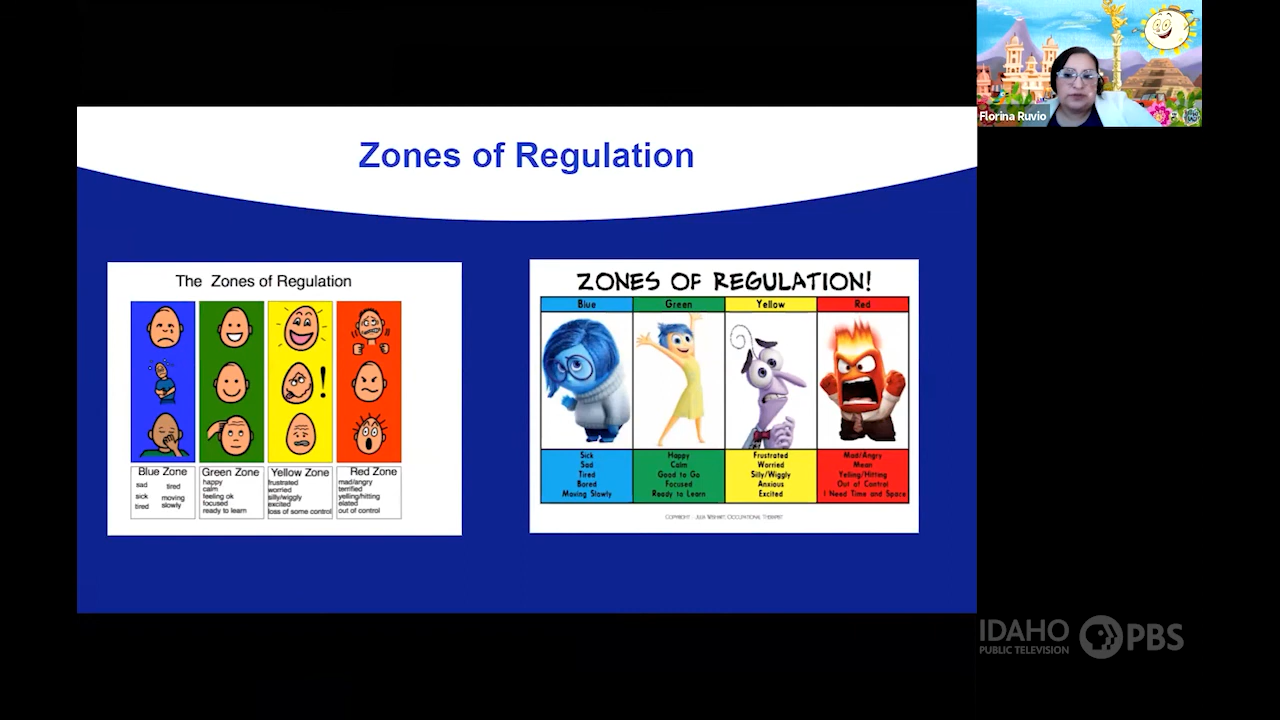 Florina Ruvio
Zones of Regulation
The Zones of Regulation
Blue Zone
sad tired
sick moving
tired slowly
Green Zone
happy
calm
feeling ok
focused
ready to learn
Yellow Zone
frustrated
worried
silly/wiggly
excited
loss of some control
Red Zone
mad/angry
terrified
yelling/hitting
elated
out of control
ZONES OF REGULATION!
Blue
Green
Yellow
Red
Sick
Sad
Tired
Bored
Moving Slowly
Happy
Calm
Good to Go
Focused
Ready to Learn
Frustrated
Worried
Silly/Wiggly
Anxious
Excited
Mad/Angry
Mean
Yelling/Hitting
Out of Control
I Need Time and Space
IDAHO
PUBLIC TELEVISION
PBS